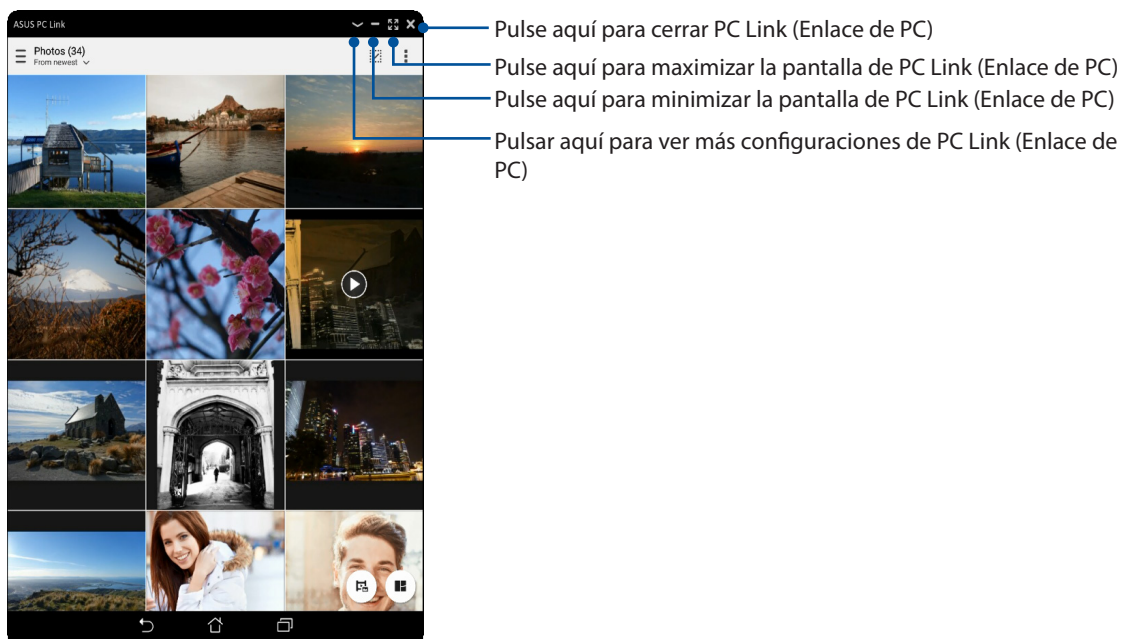 ASUS PC Link
Photos (34)
From newest
Pulse aquí para cerrar PC Link (Enlace de PC)
Pulse aquí para maximizar la pantalla de PC Link (Enlace de PC)
Pulse aquí para minimizar la pantalla de PC Link (Enlace de PC)
Pulsar aquí para ver más configuraciones de PC Link (Enlace de
PC)